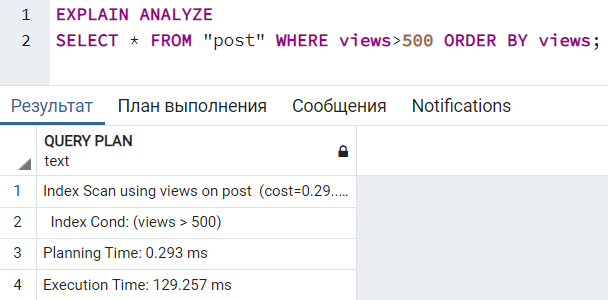 1 EXPLAIN ANALYZE
2 SELECT * FROM "post" WHERE views>500 ORDER BY views;
Результат План выполнения Сообщения Notifications
QUERY PLAN
text
1 Index Scan using views on post (cost=0.29..…
2 Index Cond: (views > 500)
3 Planning Time: 0.293 ms
4 Execution Time: 129.257 ms